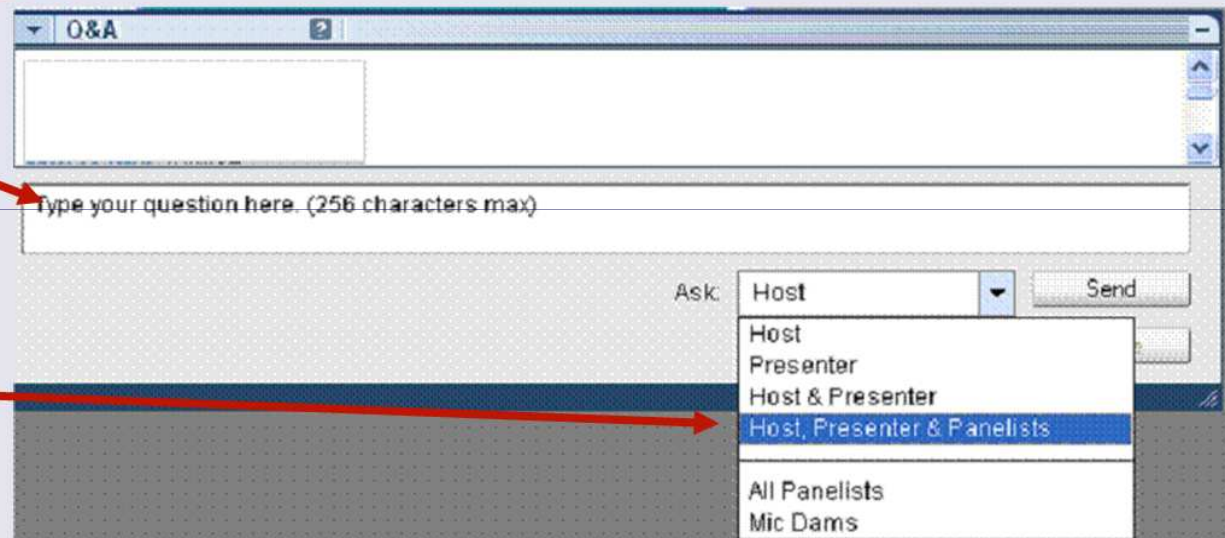 Q&A ?
Type your question here. (256 characters max)
Ask: Host Send
Host
Presenter
Host & Presenter
Host, Presenter & Panelists
All Panelists
Mic Dams